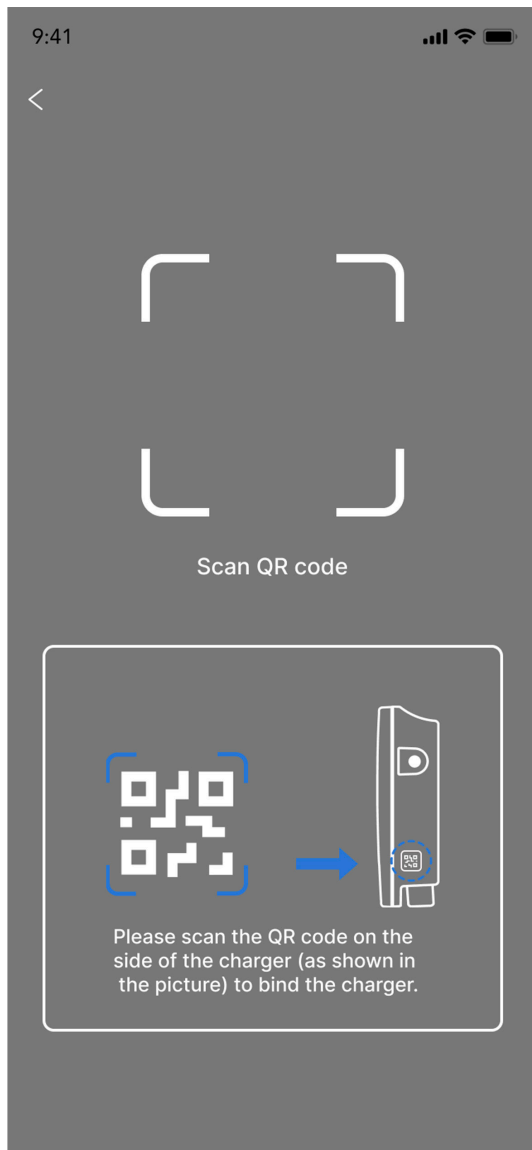 9:41
Scan QR code
Please scan the QR code on the
side of the charger (as shown in
the picture) to bind the charger.